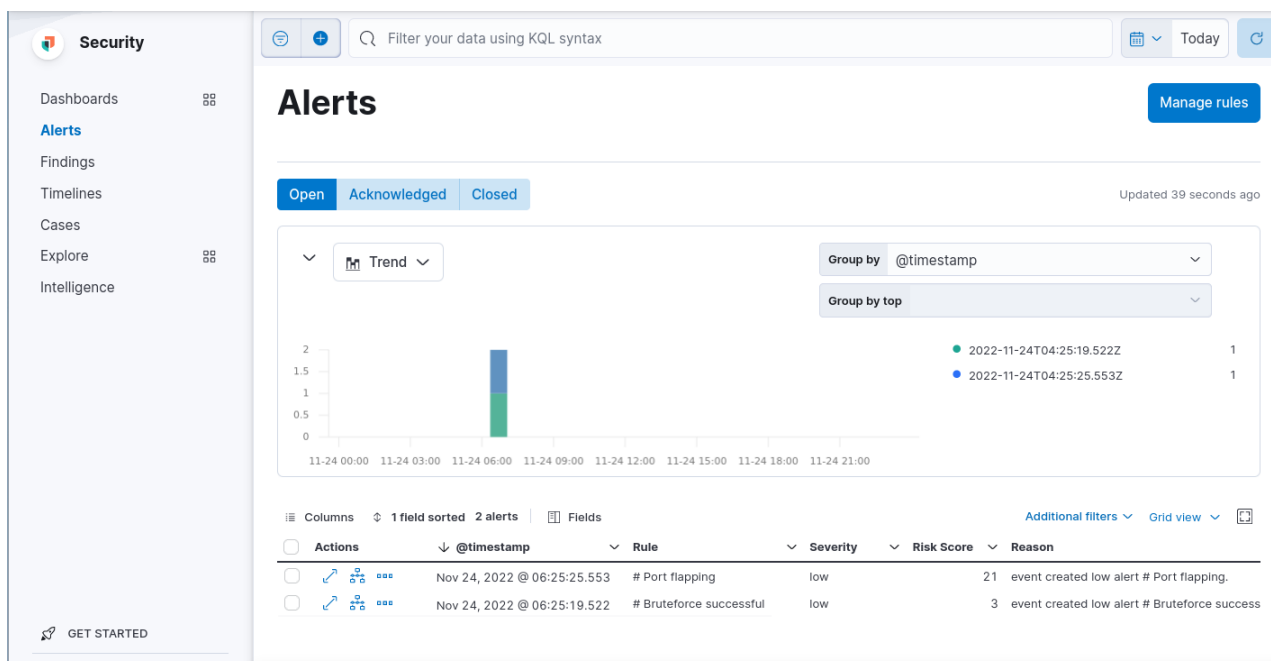 Security
Dashboards
Alerts
Findings
Timelines
Cases
Explore
Intelligence
GET STARTED
Filter your data using KQL syntax
Today
Alerts
Manage rules
Open Acknowledged Closed
Updated 39 seconds ago
Trend
Group by @timestamp
Group by top
2
1.5
1
0.5
0
11-24 00:00 11-24 03:00 11-24 06:00 11-24 09:00 11-24 12:00 11-24 15:00 11-24 18:00 11-24 21:00
2022-11-24T04:25:19.522Z 1
2022-11-24T04:25:25.553Z 1
Columns 1 field sorted 2 alerts Fields Additional filters Grid view
Actions @timestamp Rule Severity Risk Score Reason
Nov 24, 2022 @ 06:25:25.553 # Port flapping low 21 event created low alert # Port flapping.
Nov 24, 2022 @ 06:25:19.522 # Bruteforce successful low 3 event created low alert # Bruteforce success